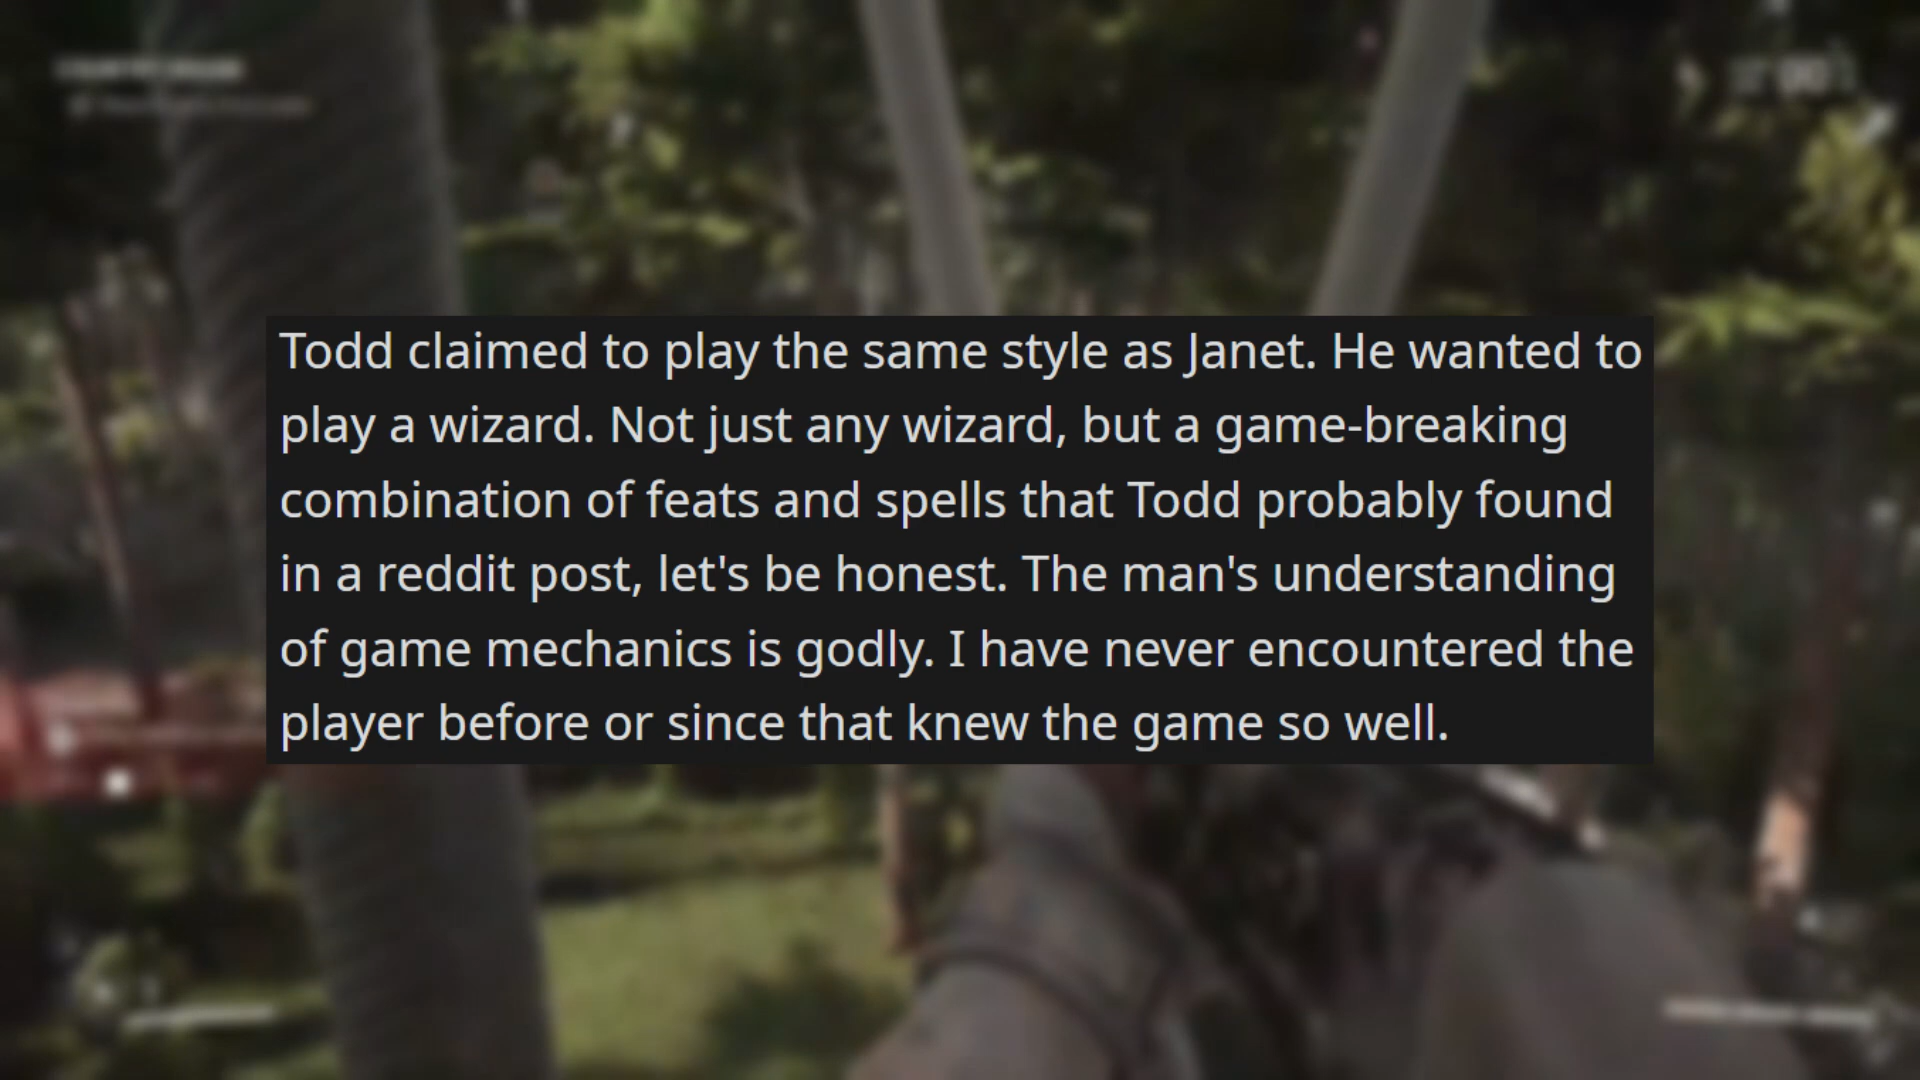 Todd claimed to play the same style as Janet. He wanted to
play a wizard. Not just any wizard, but a game-breaking
combination of feats and spells that Todd probably found
in a reddit post, let's be honest. The man's understanding
of game mechanics is godly. I have never encountered the
player before or since that knew the game so well.